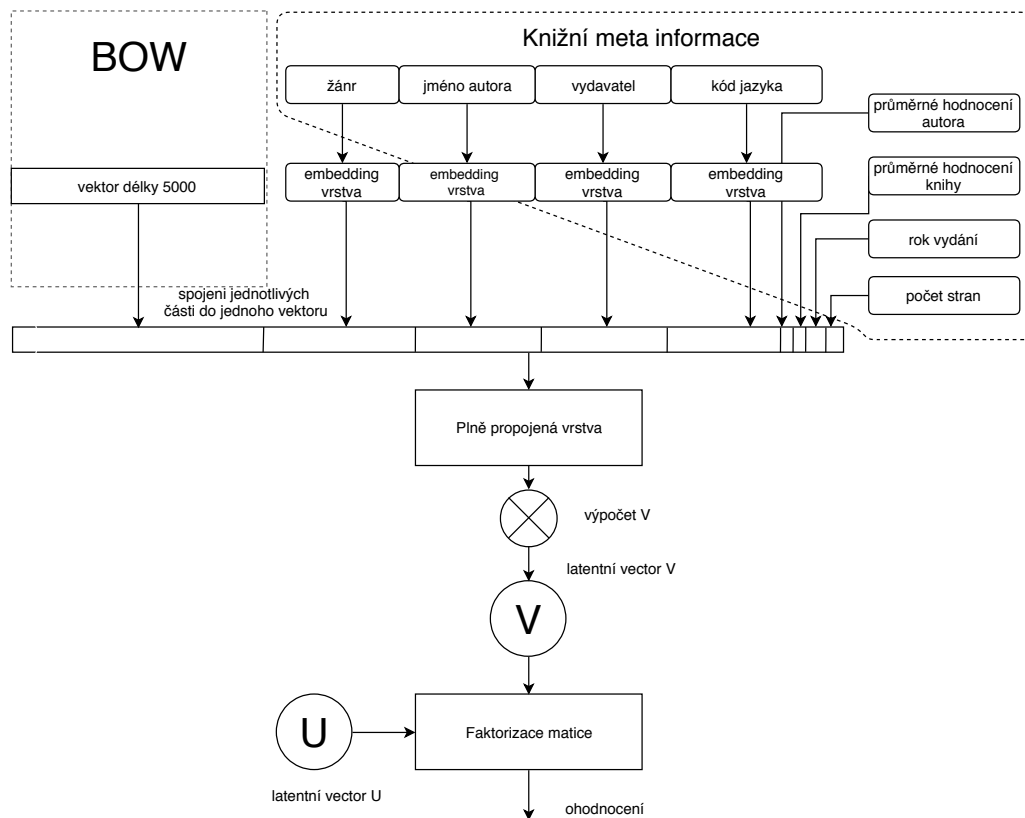 BOW
Knižní meta informace
žánr
jméno autora
vydavatel
kód jazyka
průměrné hodnocení
autora
vektor délky 5000
embedding
vrstva
embedding
vrstva
embedding
vrstva
embedding
vrstva
průměrné hodnocení
knihy
rok vydání
počet stran
spojeni jednotlivých
části do jednoho vektoru
Plně propojená vrstva
výpočet V
latentní vector V
V
U
Faktorizace matice
latentní vector U
ohodnocení